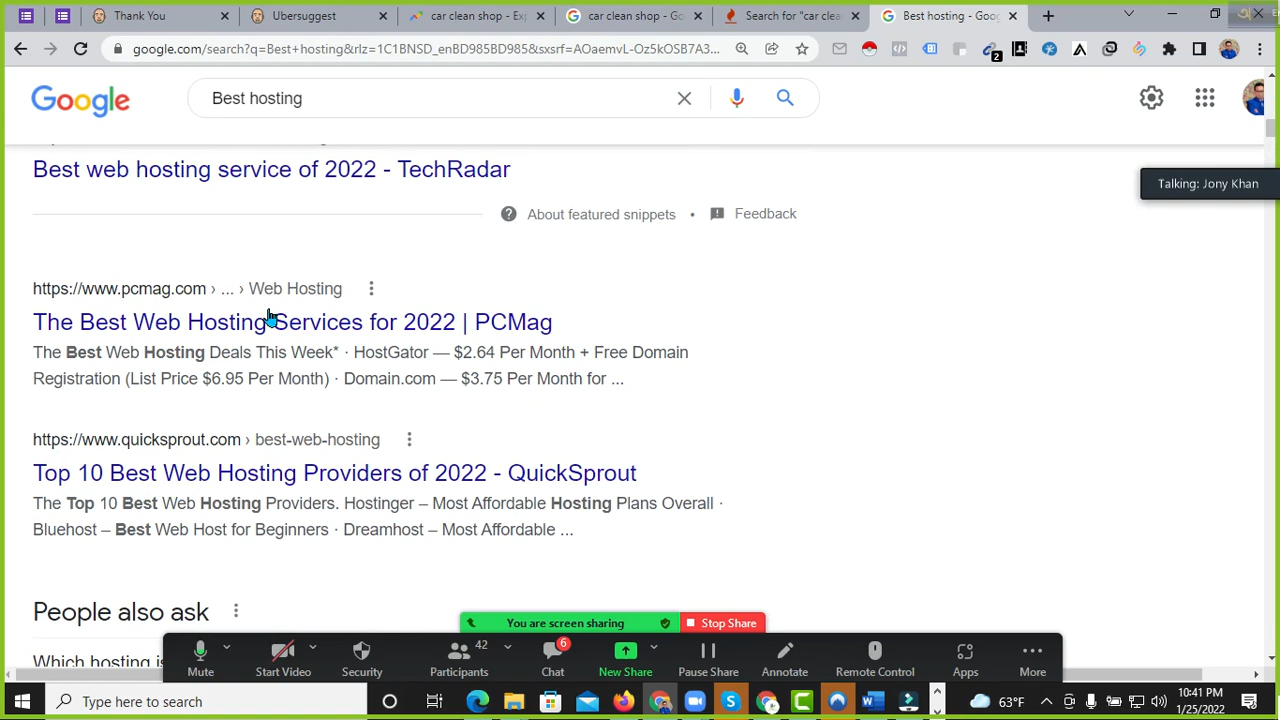 Thank You
Ubersuggest
car clean shop - Exp
car clean shop - Go
Search for "car clea
Best hosting - Goog
google.com/search?q=Best+hosting&rlz=1C1BNSD_enBD985BD985&sxsrf=AOaemvL-Oz5kOSB7A3...
2
Google
Best hosting
Best web hosting service of 2022 - TechRadar
Talking: Jony Khan
About featured snippets • Feedback
https://www.pcmag.com › ... › Web Hosting
The Best Web Hosting Services for 2022 | PCMag
The Best Web Hosting Deals This Week* · HostGator — $2.64 Per Month + Free Domain
Registration (List Price $6.95 Per Month) · Domain.com — $3.75 Per Month for ...
https://www.quicksprout.com › best-web-hosting
Top 10 Best Web Hosting Providers of 2022 - QuickSprout
The Top 10 Best Web Hosting Providers. Hostinger – Most Affordable Hosting Plans Overall ·
Bluehost – Best Web Host for Beginners · Dreamhost – Most Affordable ...
People also ask
You are screen sharing
Stop Share
Which hosting is
42
6
Mute
Start Video
Security
Participants
Chat
New Share
Pause Share
Annotate
Remote Control
Apps
More
Type here to search
63°F
10:41 PM
1/25/2022